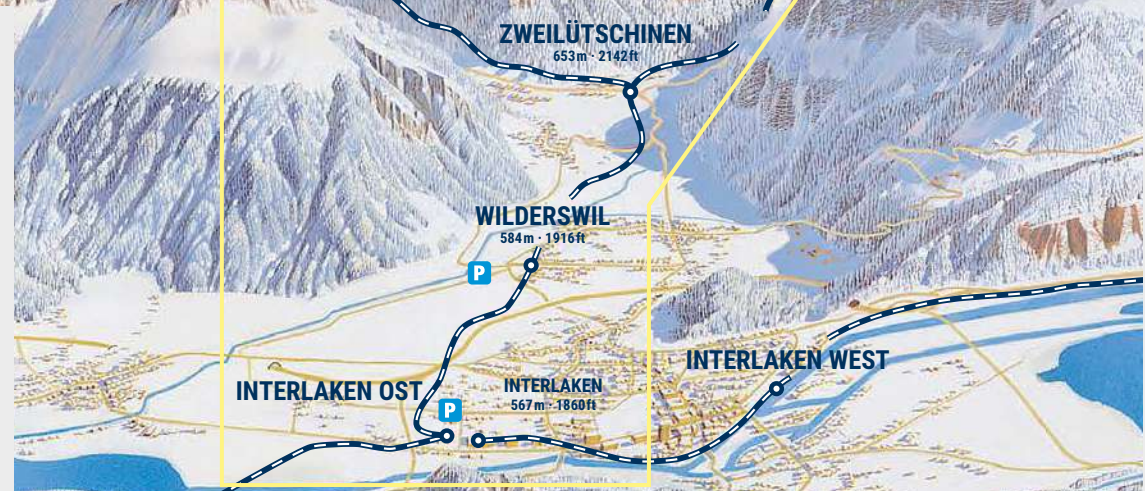 ZWEILÜTSCHINEN
653m · 2142ft
WILDERSWIL
584m · 1916ft
P
INTERLAKEN WEST
INTERLAKEN OST
INTERLAKEN
567m · 1860ft
P